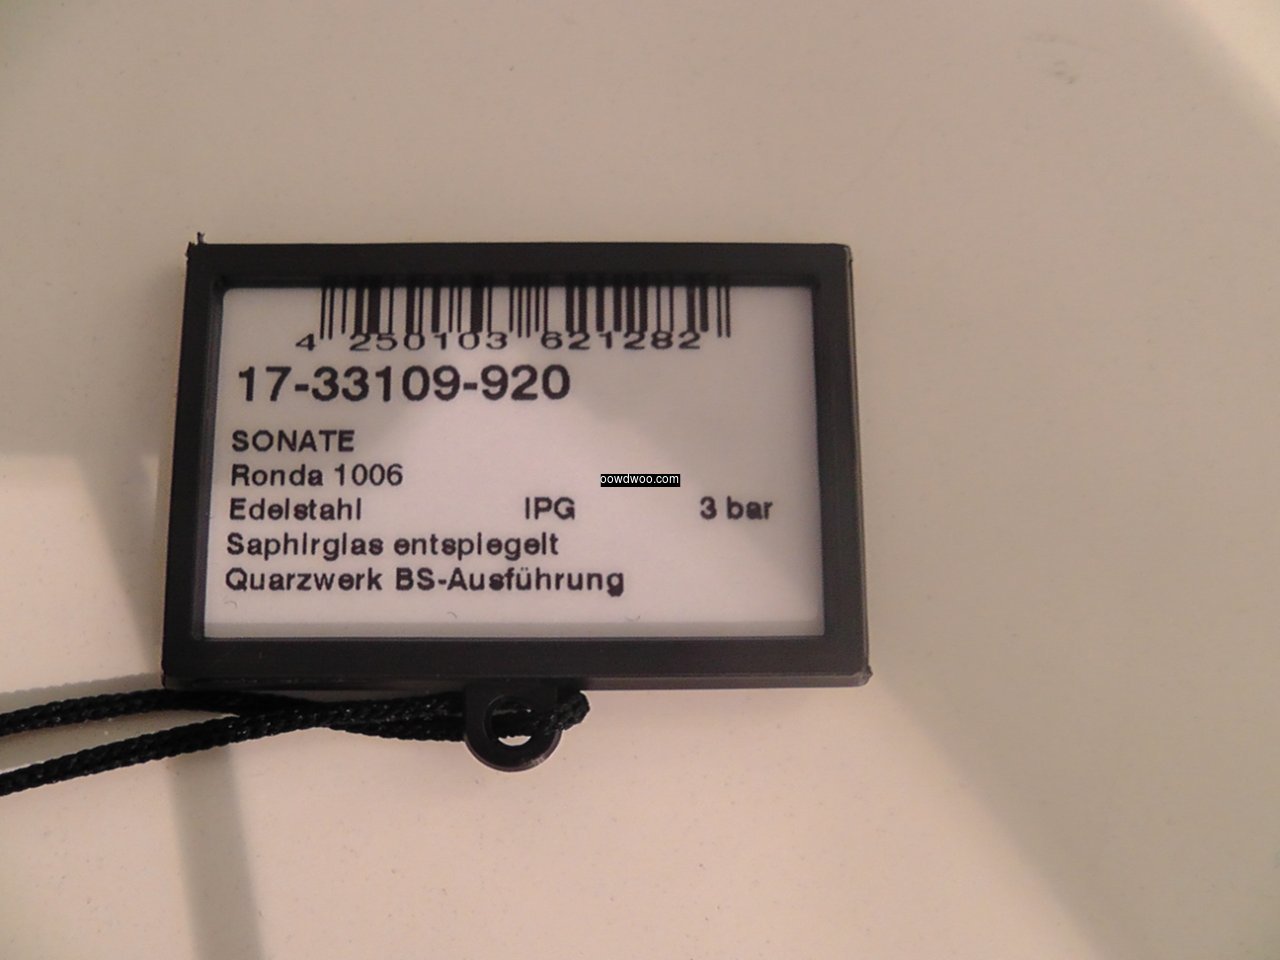 4 250103 621282
17-33109-920
SONATE
Ronda 1006
oowdwoo.com
Edelstahl IPG 3 bar
Saphirglas entspiegelt
Quarzwerk BS-Ausführung